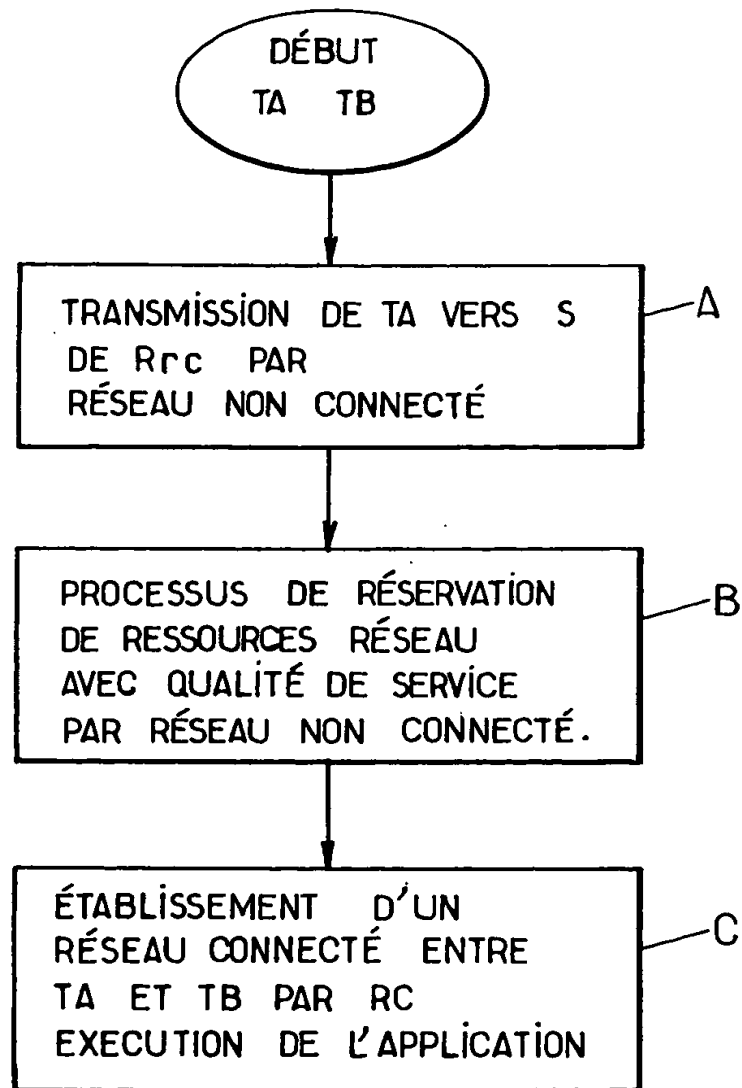 DÉBUT
TA TB
TRANSMISSION DE TA VERS S
DE Rrc PAR
RÉSEAU NON CONNECTÉ
A
PROCESSUS DE RÉSERVATION
DE RESSOURCES RÉSEAU
AVEC QUALITÉ DE SERVICE
PAR RÉSEAU NON CONNECTÉ.
B
ÉTABLISSEMENT D'UN
RÉSEAU CONNECTÉ ENTRE
TA ET TB PAR RC
EXECUTION DE L'APPLICATION
C